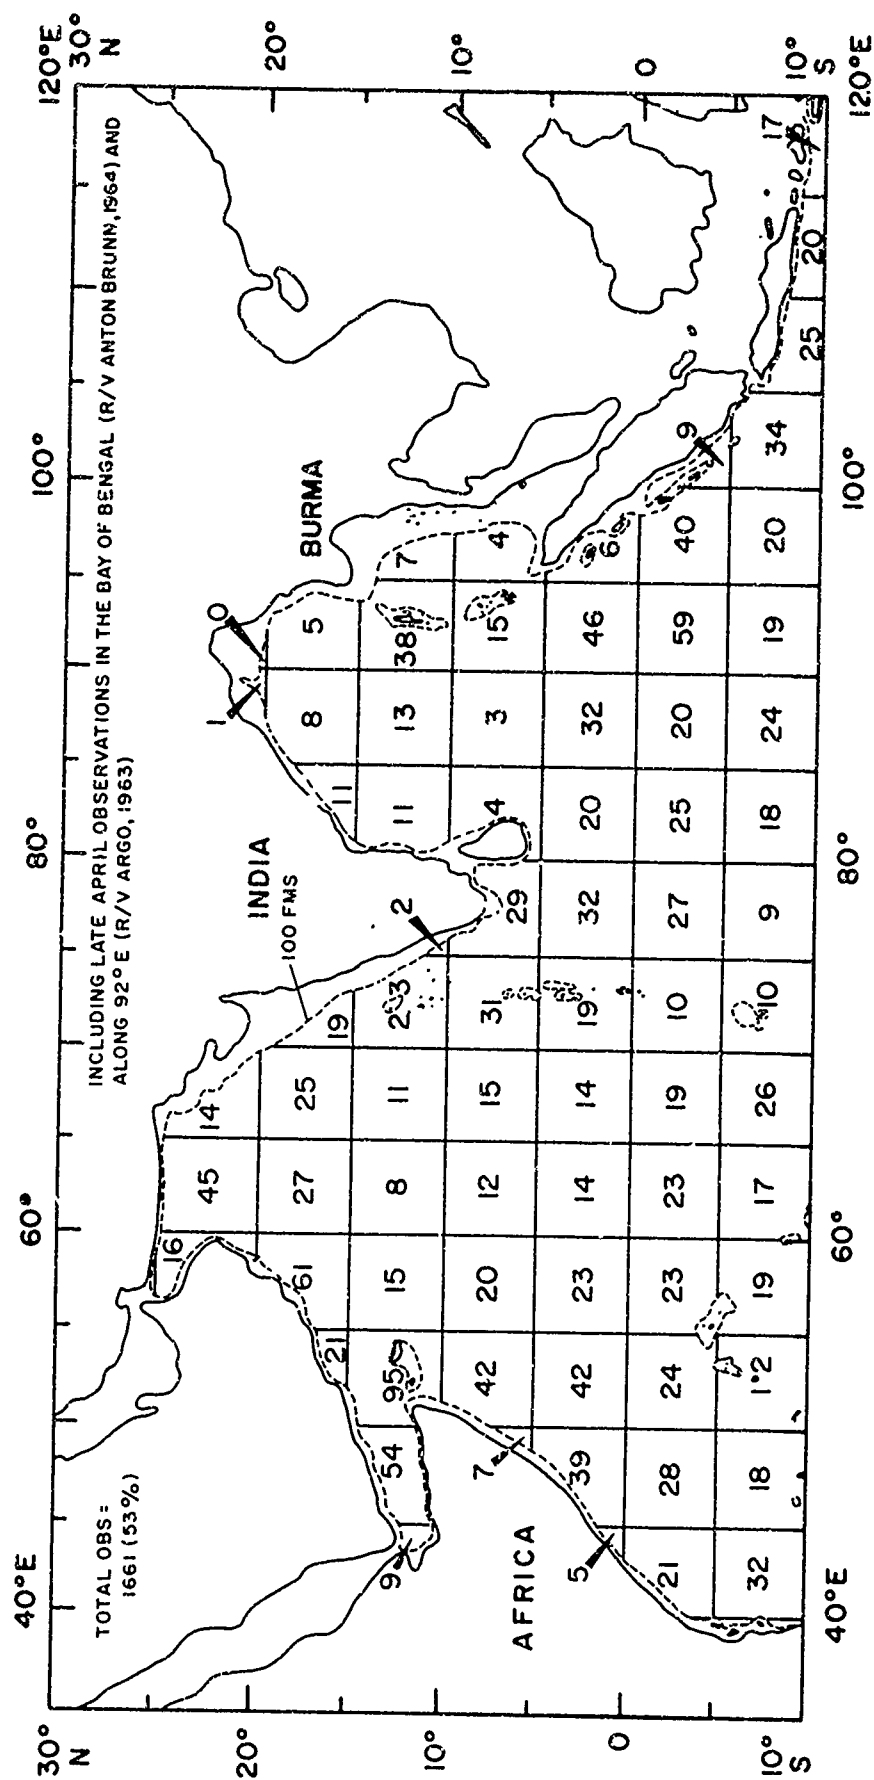 40°E 60° 80° 100° 120°E
30° N 30° N
INCLUDING LATE APRIL OBSERVATIONS IN THE BAY OF BENGAL (R/V ANTON BRUNN, 1964) AND
ALONG 92° E (R/V ARGO, 1963)
TOTAL OBS =
1661 (53%)
16 45 14 1 0
20° 20°
INDIA
100 FMS
BURMA
21 61 27 25 19 11 8 5
9 54 95 15 8 11 23 2 11 13 38 7
10° 10°
7 42 20 12 15 31 29 4 3 15 4
AFRICA
5 39 42 23 14 14 19 32 20 32 46 6
0 0
21 28 24 23 23 19 10 27 25 20 59 40 9
32 18 12 19 17 26 10 9 18 24 19 20 34 25 20 17
10° S 10° S
40°E 60° 80° 100° 120°E